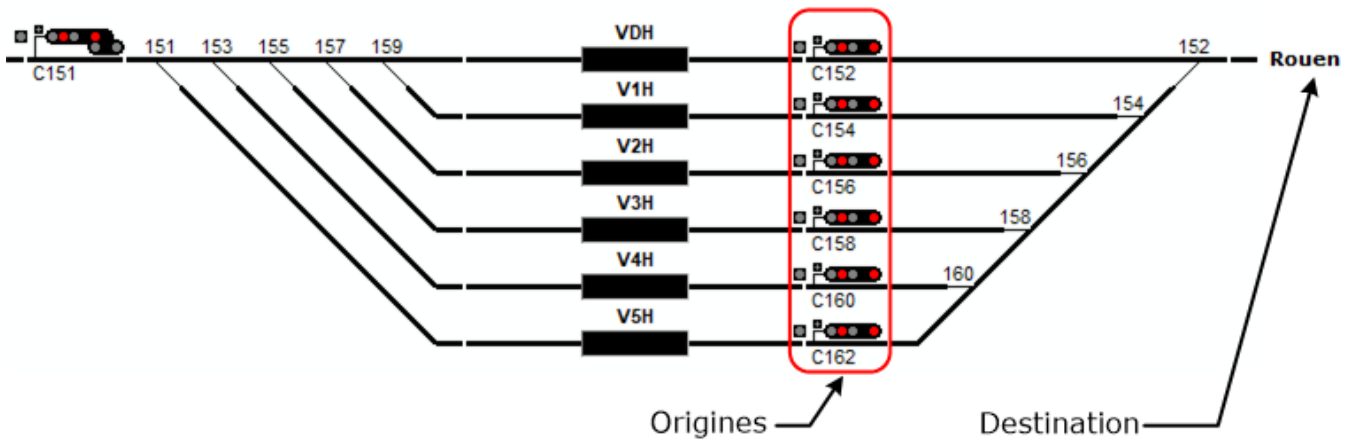 VDH
151 153 155 157 159 152 Rouen
C151 C152
V1H
154
C154
V2H
156
C156
V3H
158
C158
V4H
160
C160
V5H
C162
Origines Destination